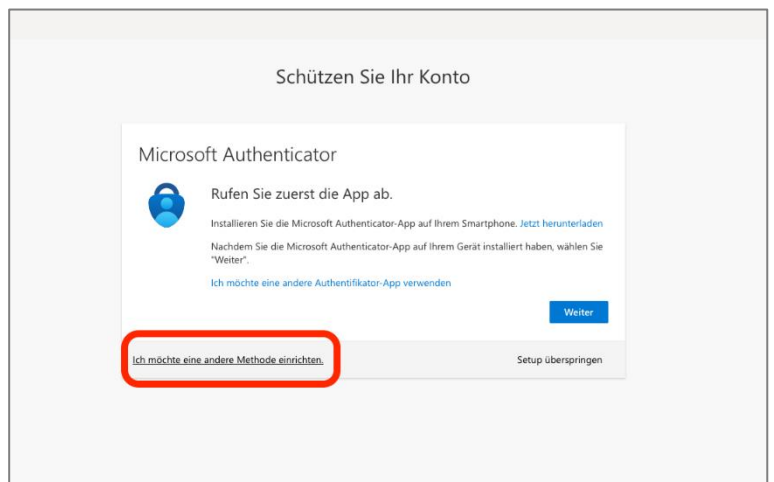 Schützen Sie Ihr Konto
Microsoft Authenticator
Rufen Sie zuerst die App ab.
Installieren Sie die Microsoft Authenticator-App auf Ihrem Smartphone. Jetzt herunterladen
Nachdem Sie die Microsoft Authenticator-App auf Ihrem Gerät installiert haben, wählen Sie
"Weiter".
Ich möchte eine andere Authentifikator-App verwenden
Weiter
Ich möchte eine andere Methode einrichten.
Setup überspringen